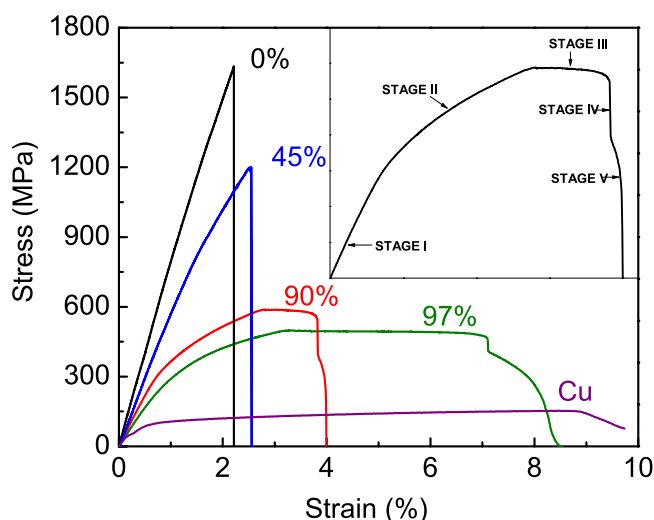 1800
1500
1200
900
600
300
0
Stress (MPa)
0%
45%
90%
97%
Cu
STAGE III
STAGE II
STAGE IV
STAGE V
STAGE I
0 2 4 6 8 10
Strain (%)